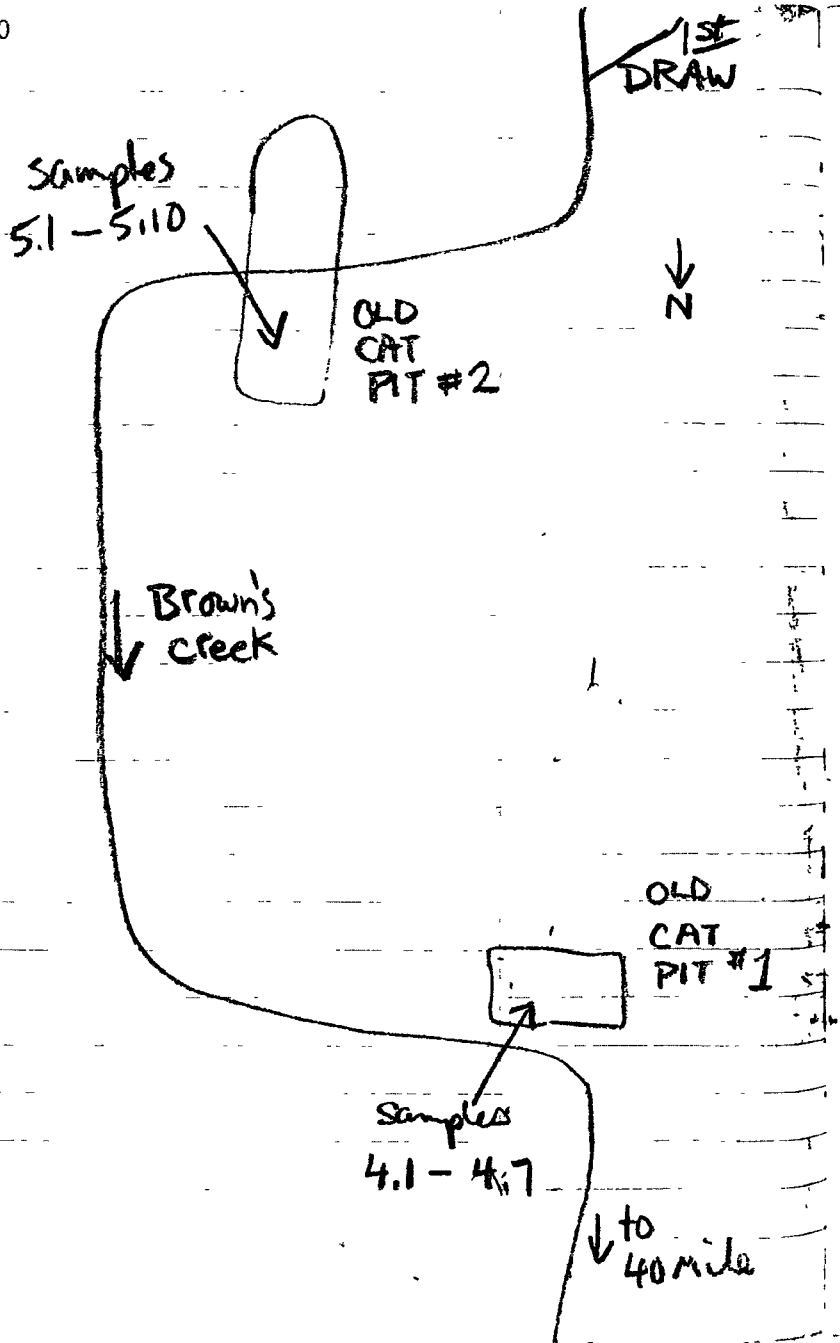 0
1st
DRAW
samples
5.1 – 5.10
N
OLD
CAT
PIT #2
Brown's
creek
OLD
CAT
PIT #1
samples
4.1 – 4.7
to
40 mile